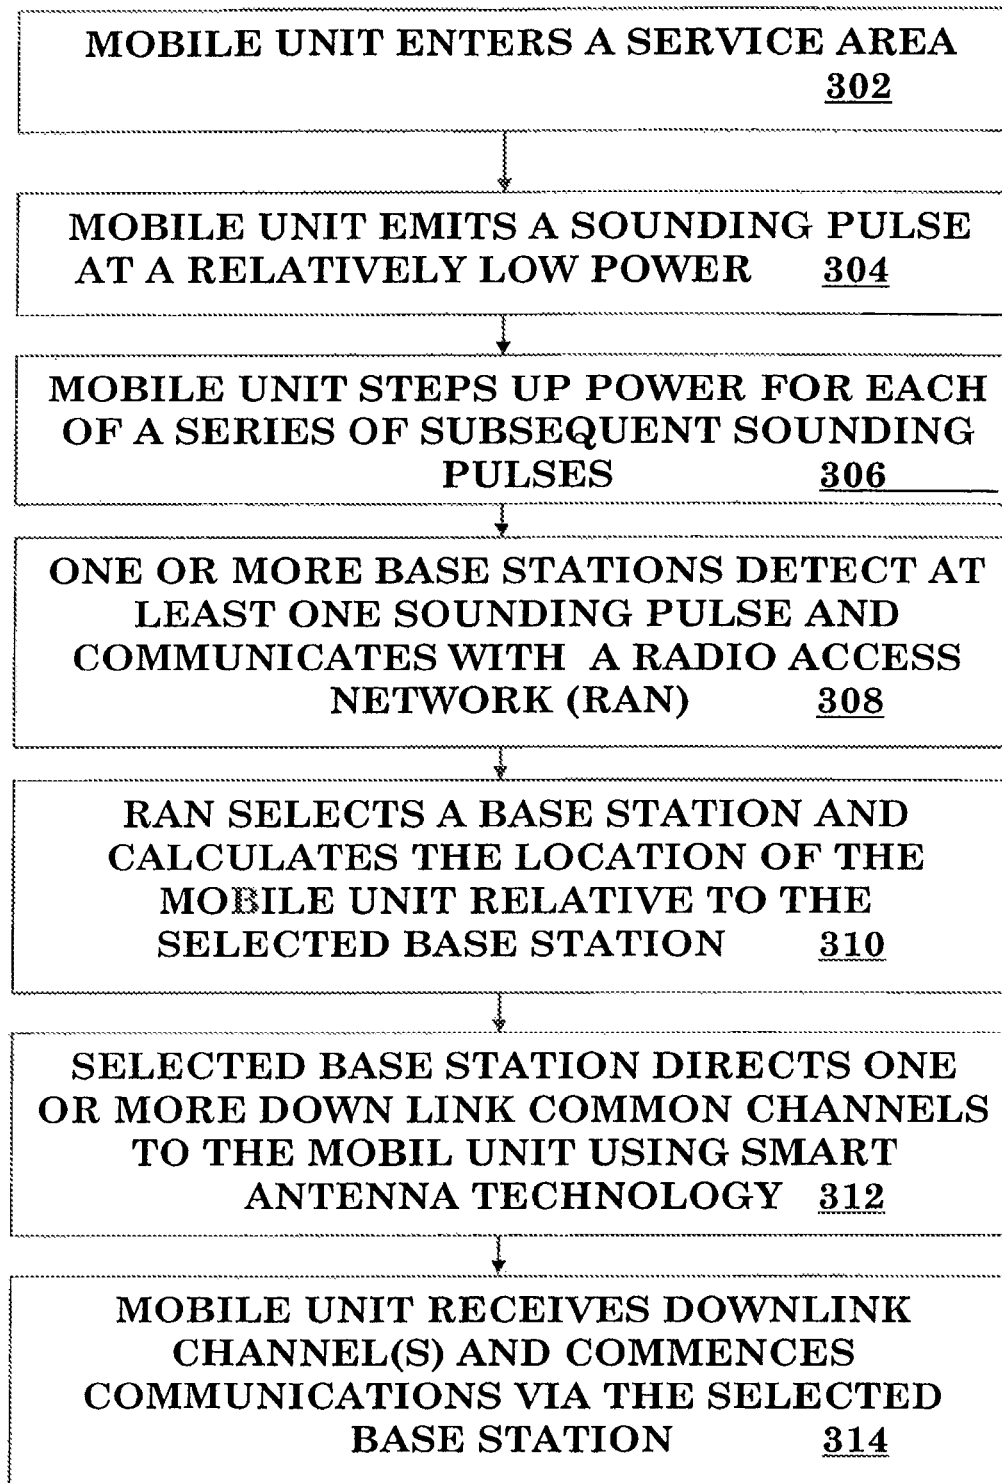 MOBILE UNIT ENTERS A SERVICE AREA
302
MOBILE UNIT EMITS A SOUNDING PULSE
AT A RELATIVELY LOW POWER 304
MOBILE UNIT STEPS UP POWER FOR EACH
OF A SERIES OF SUBSEQUENT SOUNDING
PULSES 306
ONE OR MORE BASE STATIONS DETECT AT
LEAST ONE SOUNDING PULSE AND
COMMUNICATES WITH A RADIO ACCESS
NETWORK (RAN) 308
RAN SELECTS A BASE STATION AND
CALCULATES THE LOCATION OF THE
MOBILE UNIT RELATIVE TO THE
SELECTED BASE STATION 310
SELECTED BASE STATION DIRECTS ONE
OR MORE DOWN LINK COMMON CHANNELS
TO THE MOBIL UNIT USING SMART
ANTENNA TECHNOLOGY 312
MOBILE UNIT RECEIVES DOWNLINK
CHANNEL(S) AND COMMENCES
COMMUNICATIONS VIA THE SELECTED
BASE STATION 314